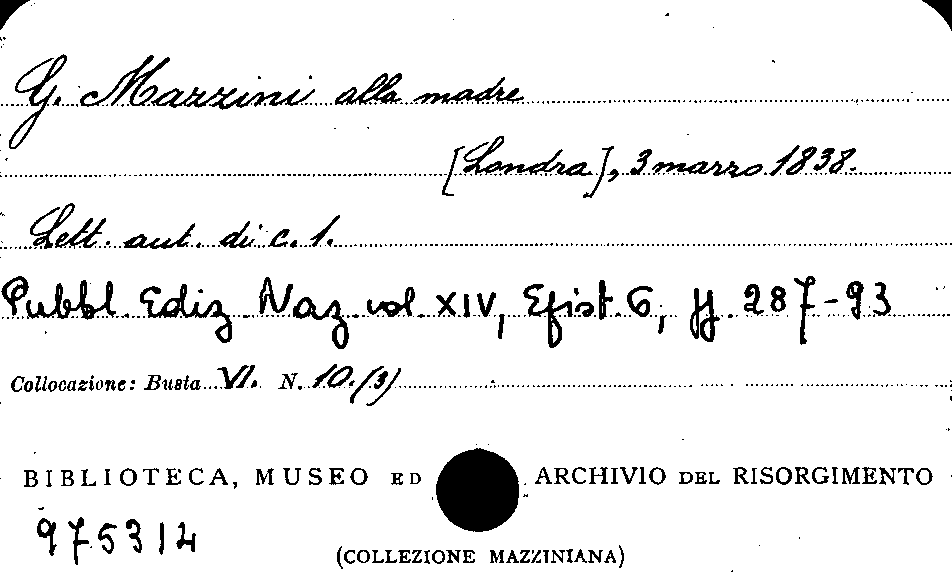 G. Mazzini alla madre
[Londra], 3 marzo 1838.
Lett. aut. di c. 1.
Pubbl. Ediz. Naz. vol. XIV, Epist. 6, pp. 287-93
Collocazione: Busta VI. N. 10.(3)
BIBLIOTECA, MUSEO ED ARCHIVIO DEL RISORGIMENTO
975314
(COLLEZIONE MAZZINIANA)